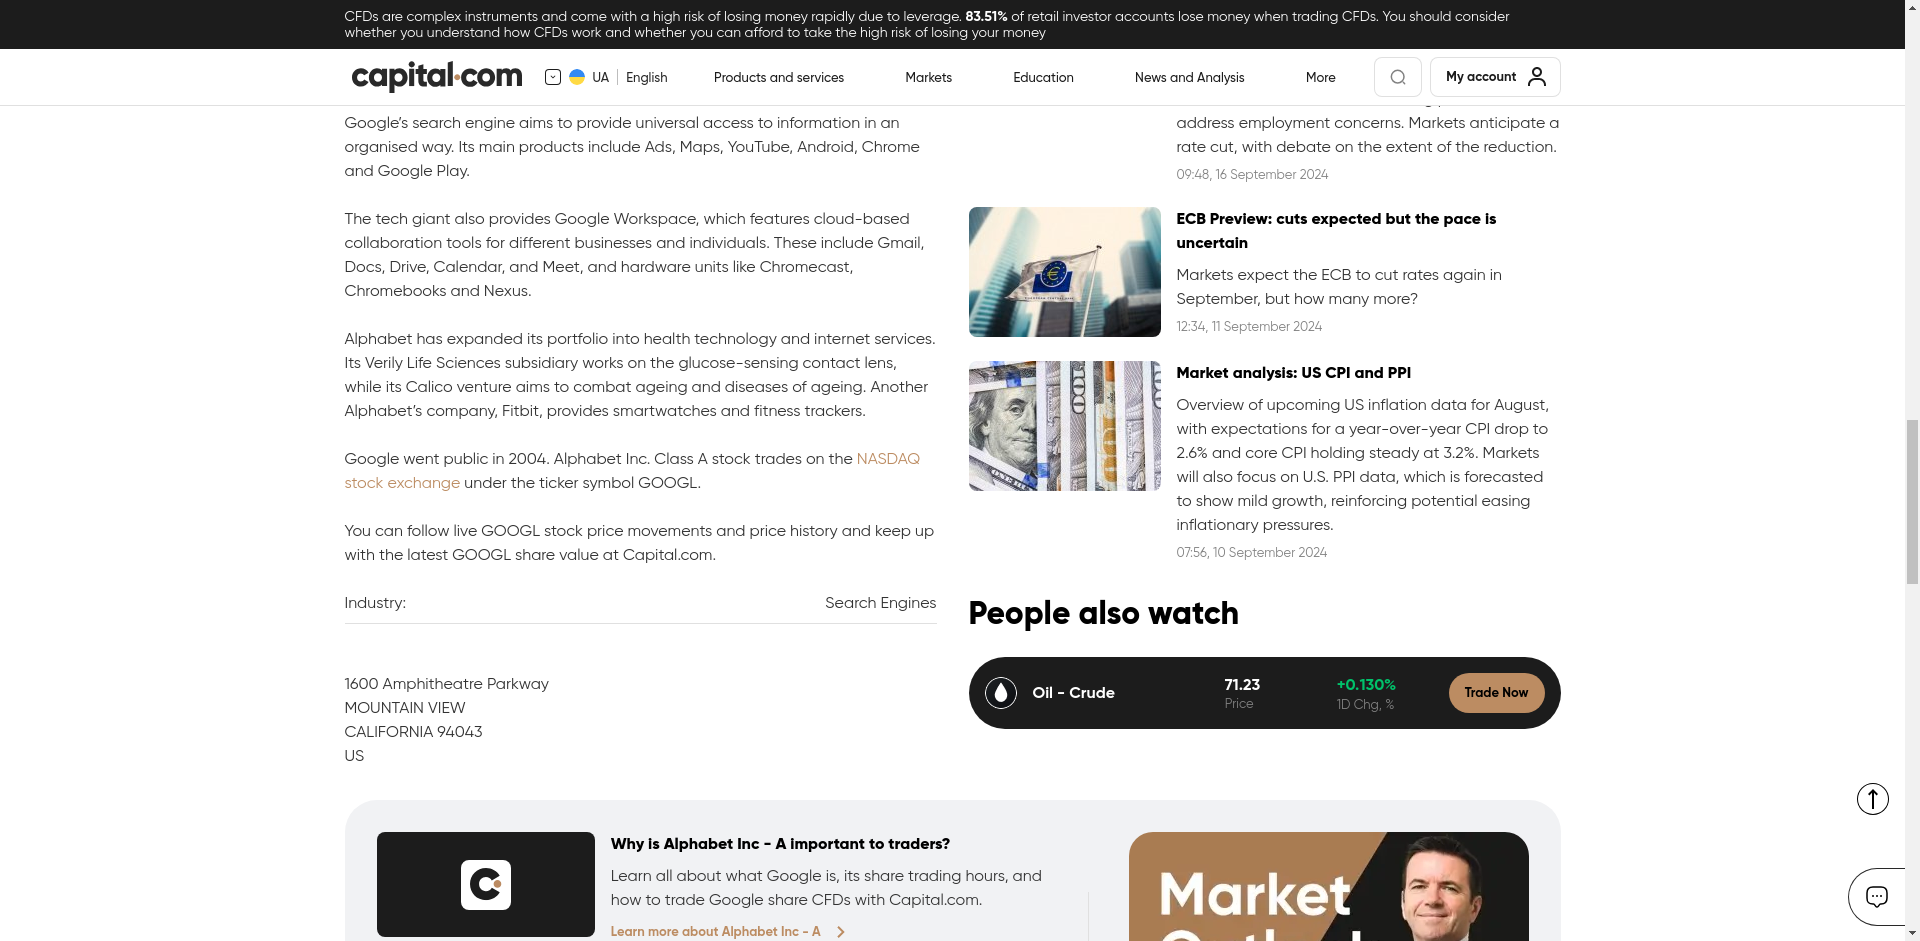 CFDs are complex instruments and come with a high risk of losing money rapidly due to leverage. 83.51% of retail investor accounts lose money when trading CFDs. You should consider
whether you understand how CFDs work and whether you can afford to take the high risk of losing your money
capital.com
UA
English
Products and services
Markets
Education
News and Analysis
More
My account
Google’s search engine aims to provide universal access to information in an
organised way. Its main products include Ads, Maps, YouTube, Android, Chrome
and Google Play.
The tech giant also provides Google Workspace, which features cloud-based
collaboration tools for different businesses and individuals. These include Gmail,
Docs, Drive, Calendar, and Meet, and hardware units like Chromecast,
Chromebooks and Nexus.
Alphabet has expanded its portfolio into health technology and internet services.
Its Verily Life Sciences subsidiary works on the glucose-sensing contact lens,
while its Calico venture aims to combat ageing and diseases of ageing. Another
Alphabet’s company, Fitbit, provides smartwatches and fitness trackers.
Google went public in 2004. Alphabet Inc. Class A stock trades on the NASDAQ
stock exchange under the ticker symbol GOOGL.
You can follow live GOOGL stock price movements and price history and keep up
with the latest GOOGL share value at Capital.com.
Industry:
Search Engines
1600 Amphitheatre Parkway
MOUNTAIN VIEW
CALIFORNIA 94043
US
address employment concerns. Markets anticipate a
rate cut, with debate on the extent of the reduction.
09:48, 16 September 2024
ECB Preview: cuts expected but the pace is
uncertain
Markets expect the ECB to cut rates again in
September, but how many more?
12:34, 11 September 2024
100
Market analysis: US CPI and PPI
Overview of upcoming US inflation data for August,
with expectations for a year-over-year CPI drop to
2.6% and core CPI holding steady at 3.2%. Markets
will also focus on U.S. PPI data, which is forecasted
to show mild growth, reinforcing potential easing
inflationary pressures.
07:56, 10 September 2024
People also watch
Oil - Crude
71.23
Price
+0.130%
1D Chg, %
Trade Now
Why is Alphabet Inc - A important to traders?
Learn all about what Google is, its share trading hours, and
how to trade Google share CFDs with Capital.com.
Learn more about Alphabet Inc - A
Market
Outlook